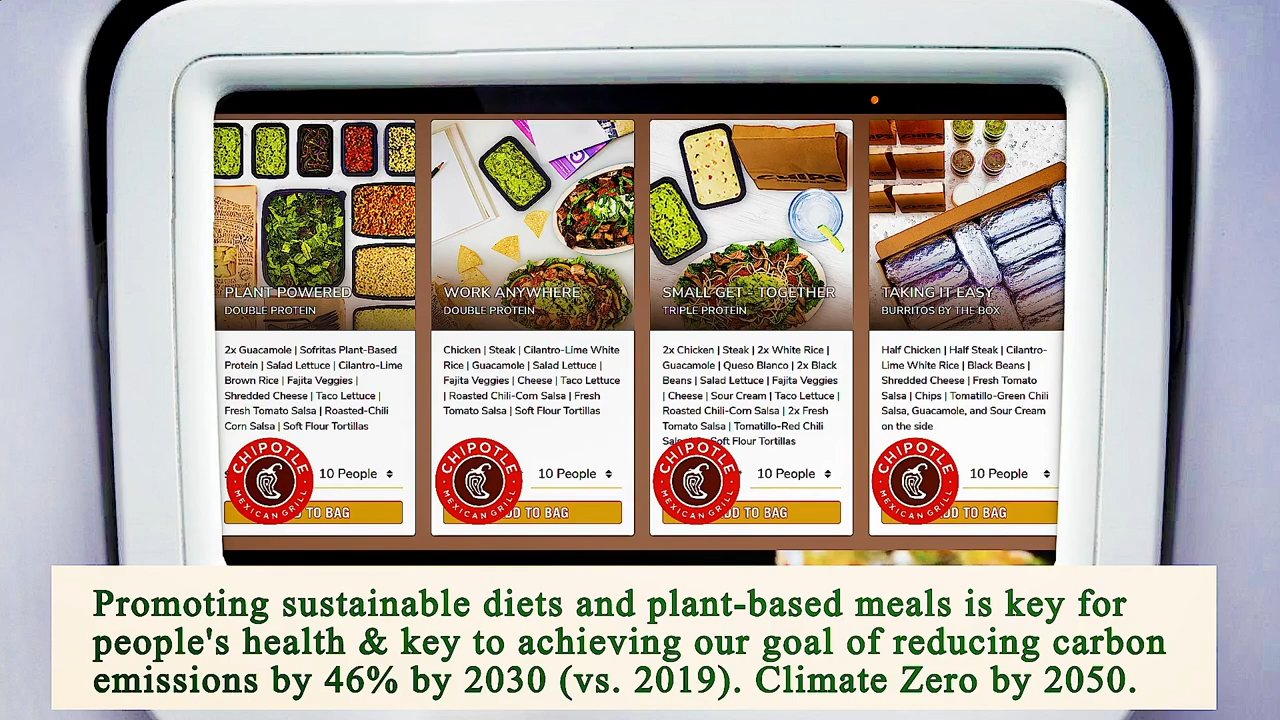 CHIPS
CHIPS
PLANT POWERED
DOUBLE PROTEIN
2x Guacamole | Sofritas Plant-Based
Protein | Salad Lettuce | Cilantro-Lime
Brown Rice | Fajita Veggies |
Shredded Cheese | Taco Lettuce |
Fresh Tomato Salsa | Roasted-Chili
Corn Salsa | Soft Flour Tortillas
CHIPOTLE
MEXICAN GRILL
10 People
TO BAG
WORK ANYWHERE
DOUBLE PROTEIN
Chicken | Steak | Cilantro-Lime White
Rice | Guacamole | Salad Lettuce |
Fajita Veggies | Cheese | Taco Lettuce
| Roasted Chili-Corn Salsa | Fresh
Tomato Salsa | Soft Flour Tortillas
CHIPOTLE
MEXICAN GRILL
10 People
DD TO BAG
SMALL GET - TOGETHER
TRIPLE PROTEIN
2x Chicken | Steak | 2x White Rice |
Guacamole | Queso Blanco | 2x Black
Beans | Salad Lettuce | Fajita Veggies
| Cheese | Sour Cream | Taco Lettuce |
Roasted Chili-Corn Salsa | 2x Fresh
Tomato Salsa | Tomatillo-Red Chili
Soft Flour Tortillas
CHIPOTLE
MEXICAN GRILL
10 People
DD TO BAG
TAKING IT EASY
BURRITOS BY THE BOX
Half Chicken | Half Steak | Cilantro-
Lime White Rice | Black Beans |
Shredded Cheese | Fresh Tomato
Salsa | Chips | Tomatillo-Green Chili
Salsa, Guacamole, and Sour Cream
on the side
CHIPOTLE
MEXICAN GRILL
10 People
DD TO BAG
Promoting sustainable diets and plant-based meals is key for
people's health & key to achieving our goal of reducing carbon
emissions by 46% by 2030 (vs. 2019). Climate Zero by 2050.